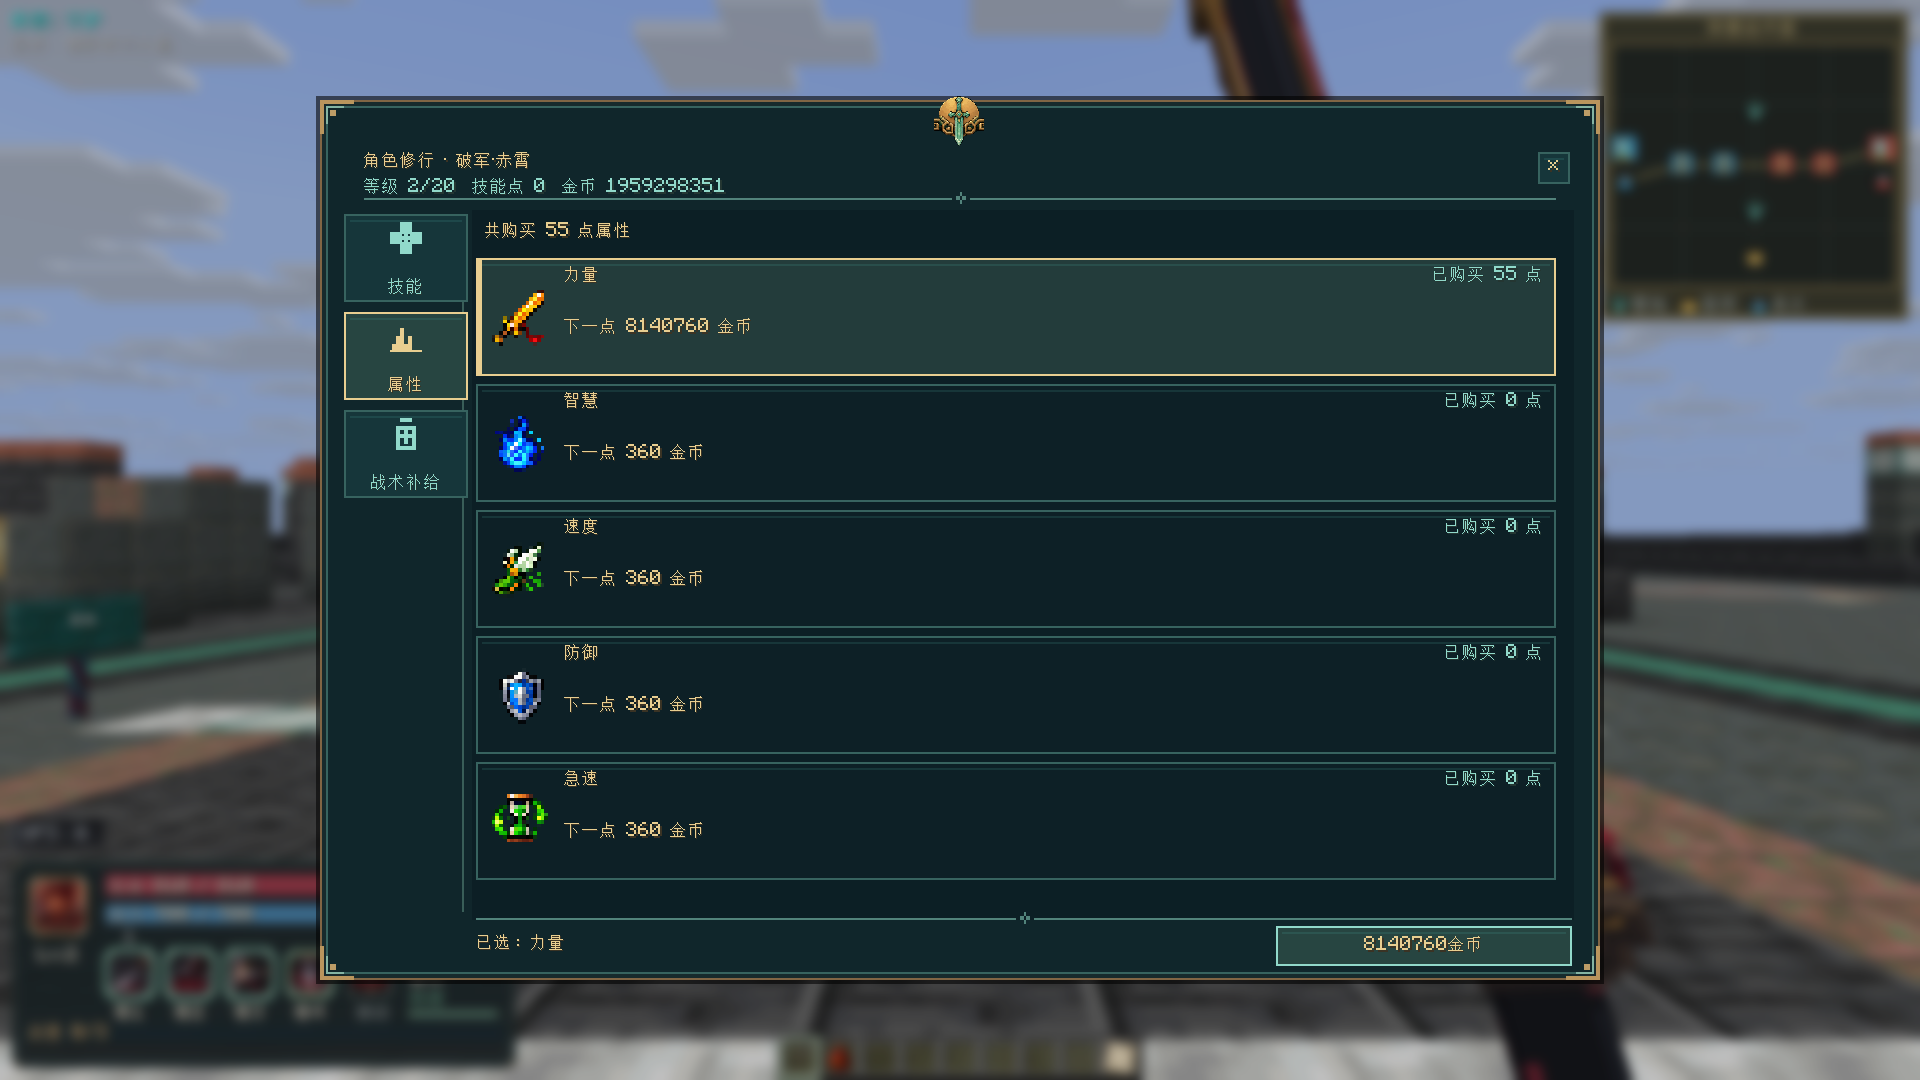 角色修行 · 破军·赤霄
等级 2/20 技能点 0 金币 1959298351
×
技能
属性
战术补给
共购买 55 点属性
力量
已购买 55 点
下一点 8140760 金币
智慧
已购买 0 点
下一点 360 金币
速度
已购买 0 点
下一点 360 金币
防御
已购买 0 点
下一点 360 金币
急速
已购买 0 点
下一点 360 金币
已选：力量
8140760金币